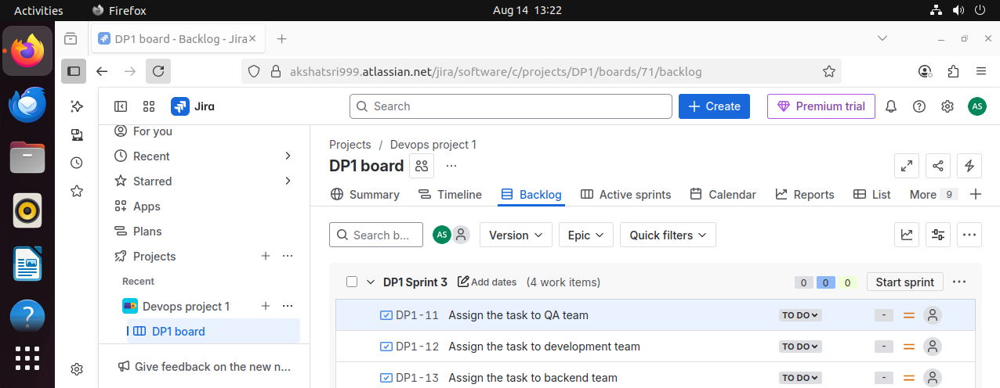 Activities Firefox Aug 14 13:22
DP1 board - Backlog - Jira
akshatsri999.atlassian.net/jira/software/c/projects/DP1/boards/71/backlog
Jira Search Create Premium trial AS
For you
Recent
Starred
Apps
Plans
Projects
Recent
Devops project 1
DP1 board
Give feedback on the new n...
Projects / Devops project 1
DP1 board
Summary Timeline Backlog Active sprints Calendar Reports List More 9
Search b... AS Version Epic Quick filters
DP1 Sprint 3 Add dates (4 work items) 0 0 0 Start sprint
DP1-11 Assign the task to QA team TO DO -
DP1-12 Assign the task to development team TO DO -
DP1-13 Assign the task to backend team TO DO -